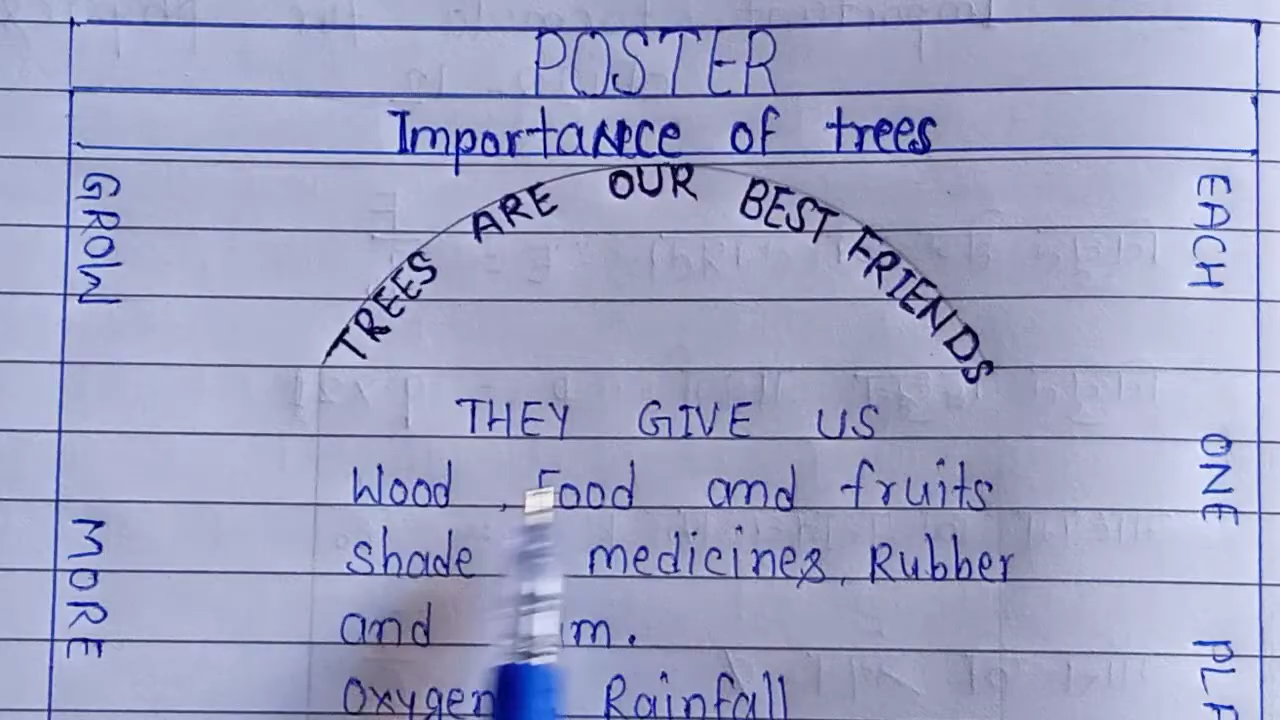 POSTER
Importance of trees
TREES ARE OUR BEST FRIENDS
GROW
MORE
EACH
ONE
THEY GIVE US
Wood, Food and fruits
Shade medicines, Rubber
and
Oxygen Rainfall